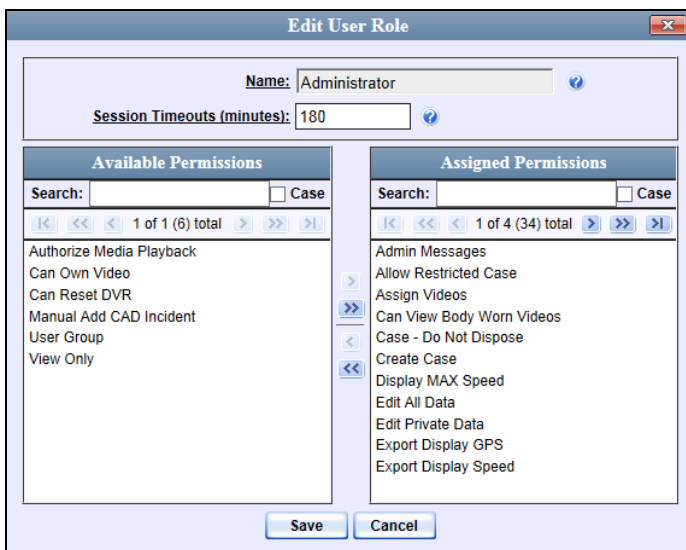 Edit User Role
Name: Administrator
Session Timeouts (minutes): 180
Available Permissions
Search: Case
|< << < 1 of 1 (6) total > >> >|
Authorize Media Playback
Can Own Video
Can Reset DVR
Manual Add CAD Incident
User Group
View Only
>
>>
<
<<
Assigned Permissions
Search: Case
|< << < 1 of 4 (34) total > >> >|
Admin Messages
Allow Restricted Case
Assign Videos
Can View Body Worn Videos
Case - Do Not Dispose
Create Case
Display MAX Speed
Edit All Data
Edit Private Data
Export Display GPS
Export Display Speed
Save Cancel